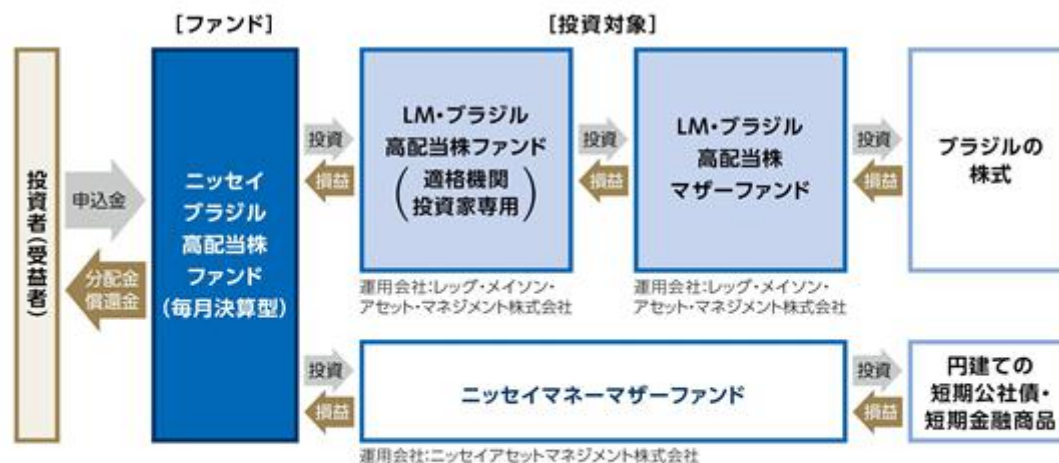 [ファンド]
[投資対象]
投資者(受益者)
申込金
分配金
償還金
ニッセイ
ブラジル
高配当株
ファンド
(毎月決算型)
投資
損益
LM・ブラジル
高配当株ファンド
(適格機関
投資家専用)
運用会社:レッグ・メイソン・
アセット・マネジメント株式会社
投資
損益
LM・ブラジル
高配当株
マザーファンド
運用会社:レッグ・メイソン・
アセット・マネジメント株式会社
投資
損益
ブラジルの
株式
投資
損益
ニッセイマネーマザーファンド
運用会社:ニッセイアセットマネジメント株式会社
投資
損益
円建ての
短期公社債・
短期金融商品